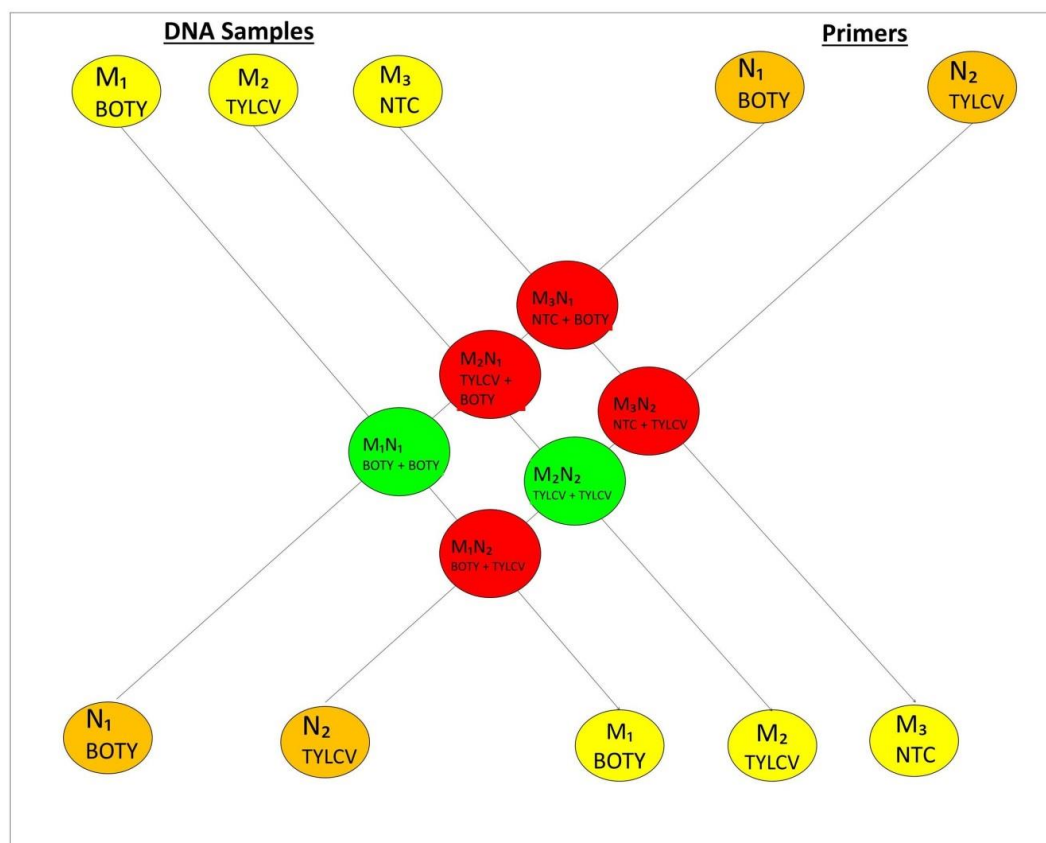 DNA Samples
Primers
M₁
BOTY
M₂
TYLCV
M₃
NTC
N₁
BOTY
N₂
TYLCV
M₃N₁
NTC + BOTY
M₂N₁
TYLCV +
BOTY
M₃N₂
NTC + TYLCV
M₁N₁
BOTY + BOTY
M₂N₂
TYLCV + TYLCV
M₁N₂
BOTY + TYLCV
N₁
BOTY
N₂
TYLCV
M₁
BOTY
M₂
TYLCV
M₃
NTC